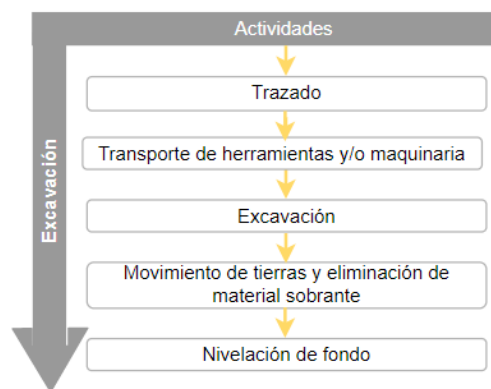 Actividades
Excavación
Trazado
Transporte de herramientas y/o maquinaria
Excavación
Movimiento de tierras y eliminación de
material sobrante
Nivelación de fondo